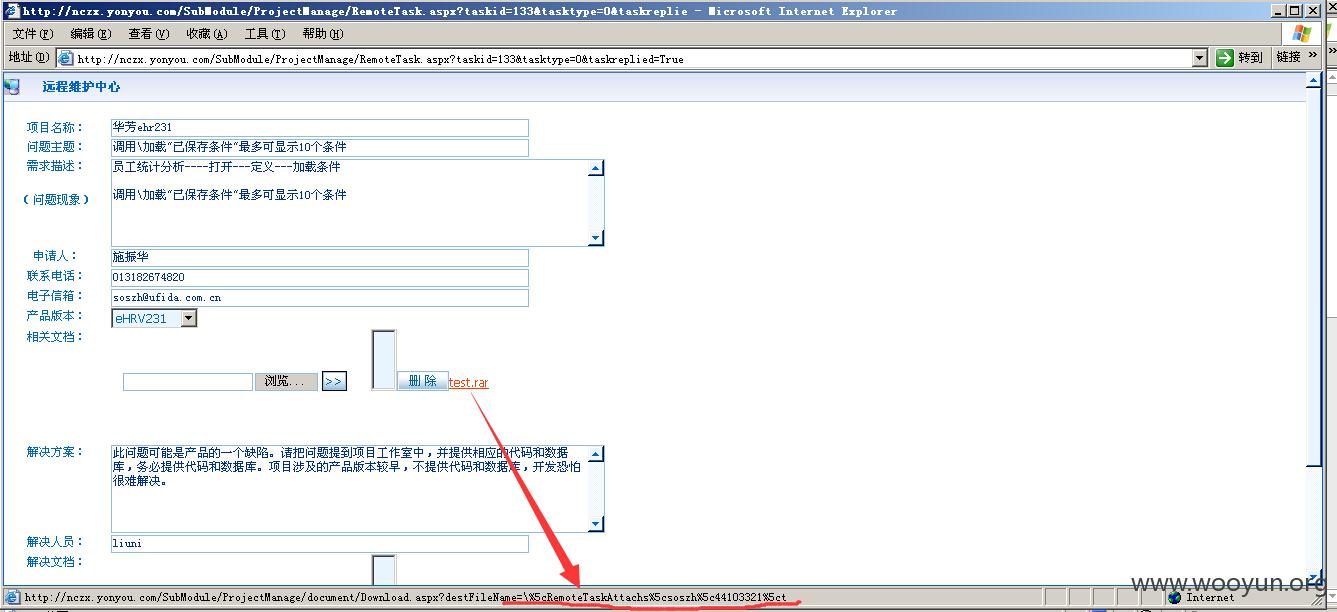 http://nczx.yonyou.com/SubModule/ProjectManage/RemoteTask.aspx?taskid=133&tasktype=0&taskreplie - Microsoft Internet Explorer
文件(F) 编辑(E) 查看(V) 收藏(A) 工具(T) 帮助(H)
地址(D) http://nczx.yonyou.com/SubModule/ProjectManage/RemoteTask.aspx?taskid=133&tasktype=0&taskreplied=True 转到 链接 »
远程维护中心
项目名称： 华芳ehr231
问题主题： 调用\加载“已保存条件”最多可显示10个条件
需求描述： 员工统计分析----打开---定义---加载条件
（问题现象） 调用\加载“已保存条件”最多可显示10个条件
申请人： 施振华
联系电话： 013182674820
电子信箱： soszh@ufida.com.cn
产品版本： eHRV231
相关文档：
浏览... >> 删 除 test.rar
解决方案： 此问题可能是产品的一个缺陷。请把问题提到项目工作室中，并提供相应的代码和数据
库，务必提供代码和数据库。项目涉及的产品版本较早，不提供代码和数据库，开发恐怕
很难解决。
解决人员： liuni
解决文档：
www.wooyun.org
http://nczx.yonyou.com/SubModule/ProjectManage/document/Download.aspx?destFileName=\%5cRemoteTaskAttachs%5csoszh%5c44103321%5ct Internet